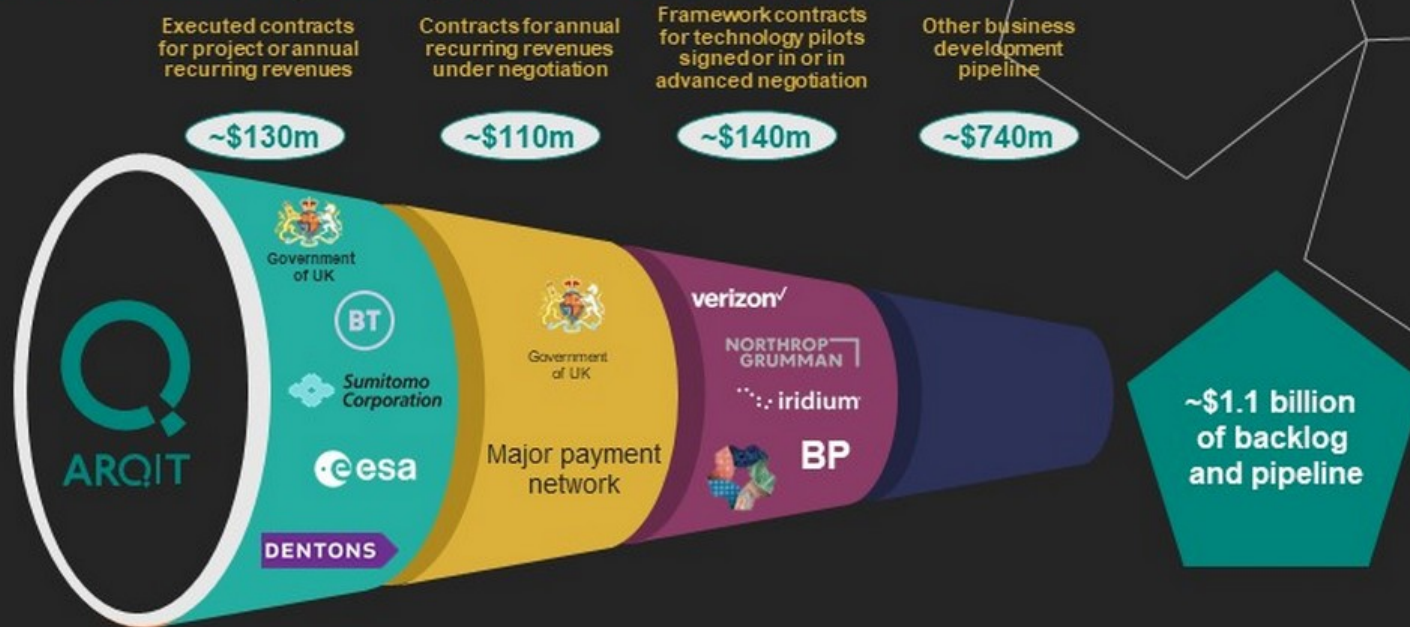 Executed contracts
for project or annual
recurring revenues
Contracts for annual
recurring revenues
under negotiation
Framework contracts
for technology pilots
signed or in or in
advanced negotiation
Other business
development
pipeline
~$130m
~$110m
~$140m
~$740m
ARQIT
Government
of UK
BT
Sumitomo
Corporation
esa
DENTONS
Government
of UK
Major payment
network
verizon✓
NORTHROP
GRUMMAN
iridium
BP
~$1.1 billion
of backlog
and pipeline